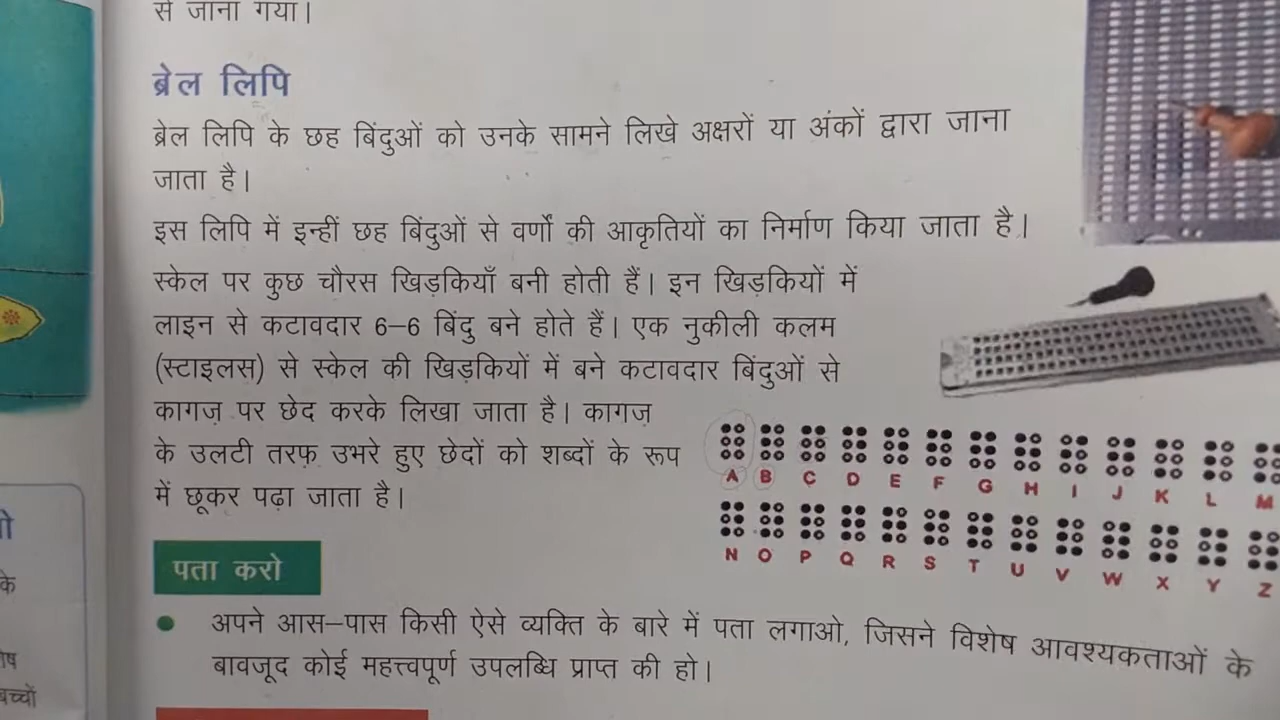 से जाना गया।
ब्रेल लिपि
ब्रेल लिपि के छह बिंदुओं को उनके सामने लिखे अक्षरों या अंकों द्वारा जाना
जाता है।
इस लिपि में इन्हीं छह बिंदुओं से वर्णों की आकृतियों का निर्माण किया जाता है।
स्केल पर कुछ चौरस खिड़कियाँ बनी होती हैं। इन खिड़कियों में
लाइन से कटावदार 6–6 बिंदु बने होते हैं। एक नुकीली कलम
(स्टाइलस) से स्केल की खिड़कियों में बने कटावदार बिंदुओं से
कागज़ पर छेद करके लिखा जाता है। कागज़
के उलटी तरफ़ उभरे हुए छेदों को शब्दों के रूप
में छूकर पढ़ा जाता है।
A B C D E F G H I J K L M
N O P Q R S T U V W X Y Z
पता करो
● अपने आस–पास किसी ऐसे व्यक्ति के बारे में पता लगाओ, जिसने विशेष आवश्यकताओं के
बावजूद कोई महत्त्वपूर्ण उपलब्धि प्राप्त की हो।
के
बच्चों